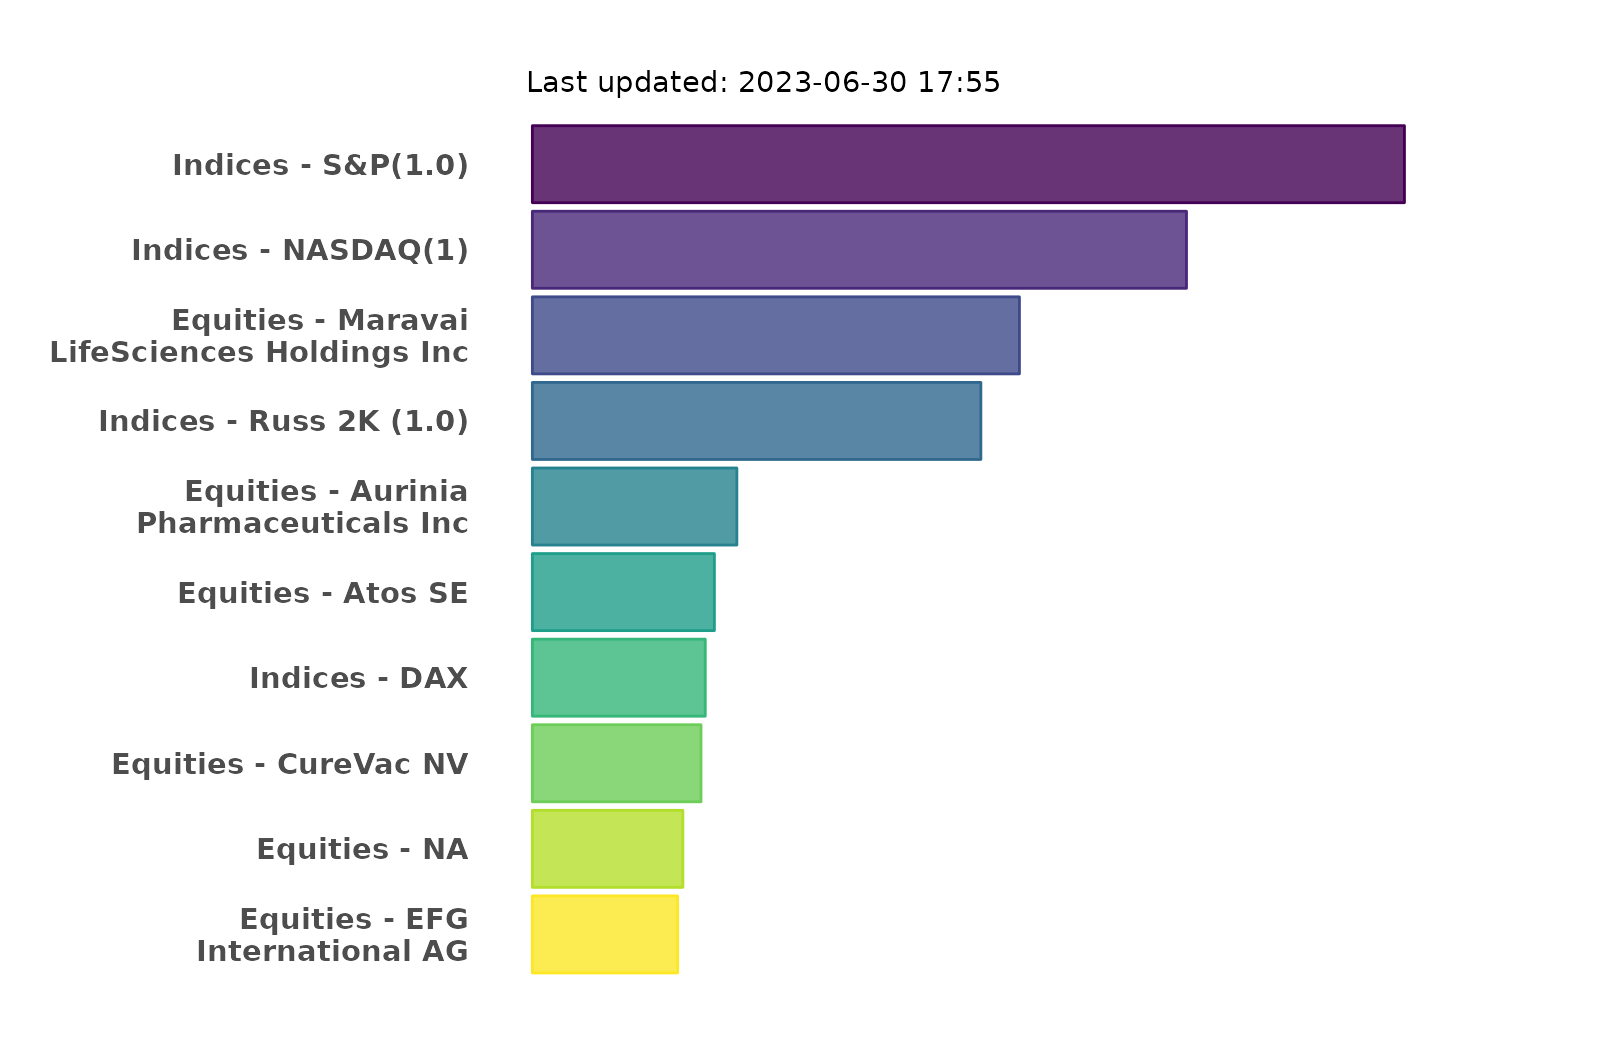 Last updated: 2023-06-30 17:55
Indices - S&P(1.0)
Indices - NASDAQ(1)
Equities - Maravai
LifeSciences Holdings Inc
Indices - Russ 2K (1.0)
Equities - Aurinia
Pharmaceuticals Inc
Equities - Atos SE
Indices - DAX
Equities - CureVac NV
Equities - NA
Equities - EFG
International AG